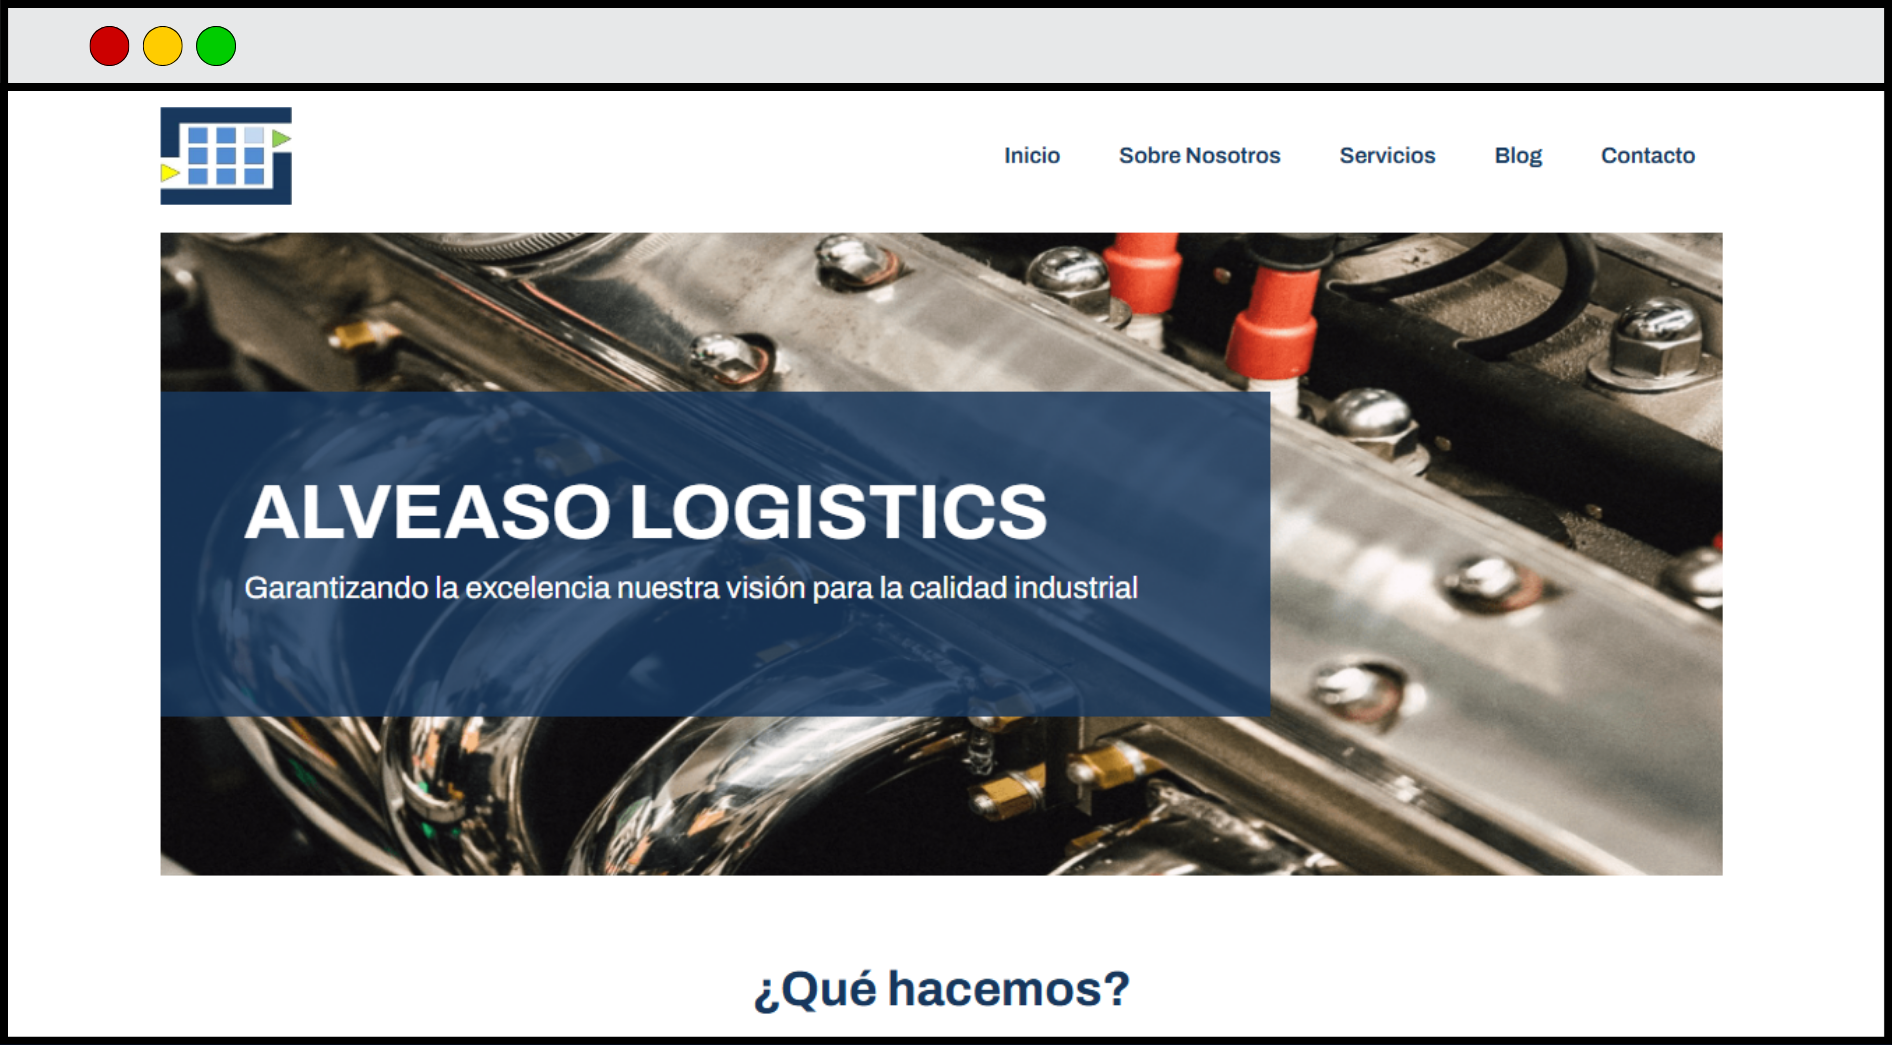 Inicio Sobre Nosotros Servicios Blog Contacto
ALVEASO LOGISTICS
Garantizando la excelencia nuestra visión para la calidad industrial
¿Qué hacemos?